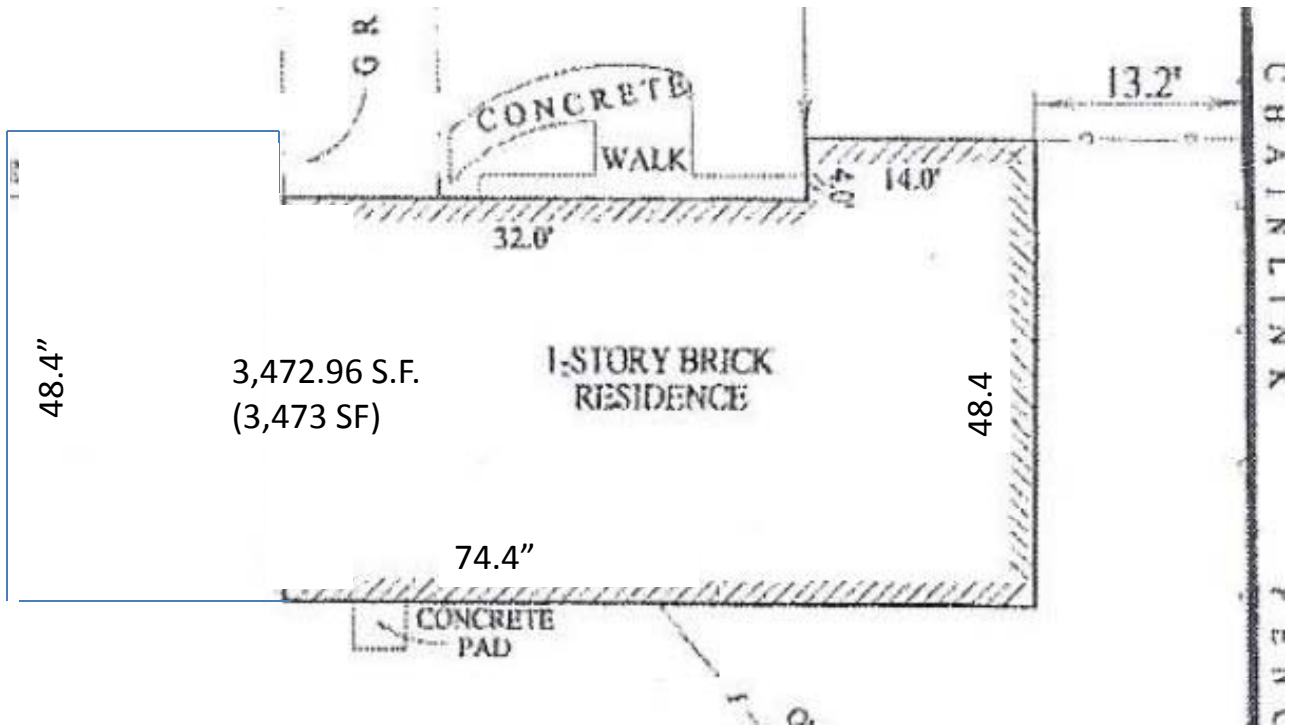 G R
CONCRETE
WALK
13.2'
4.0'
14.0'
32.0'
48.4”
3,472.96 S.F.
(3,473 SF)
1-STORY BRICK
RESIDENCE
48.4
74.4”
CONCRETE
PAD